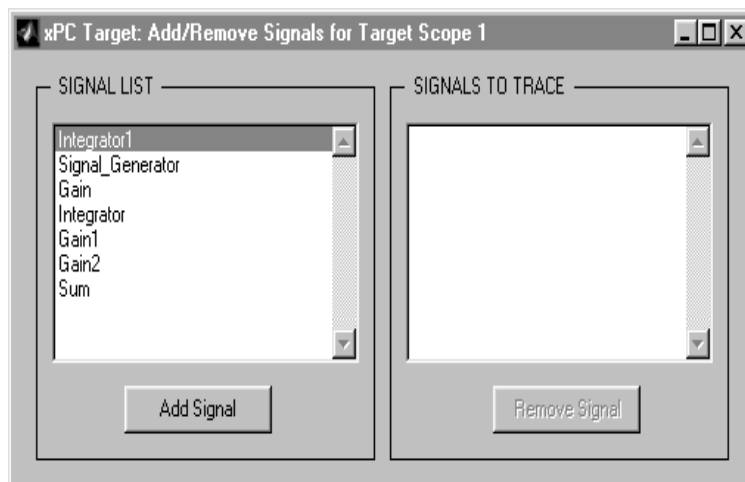 xPC Target: Add/Remove Signals for Target Scope 1
SIGNAL LIST
Integrator1
Signal_Generator
Gain
Integrator
Gain1
Gain2
Sum
Add Signal
SIGNALS TO TRACE
Remove Signal